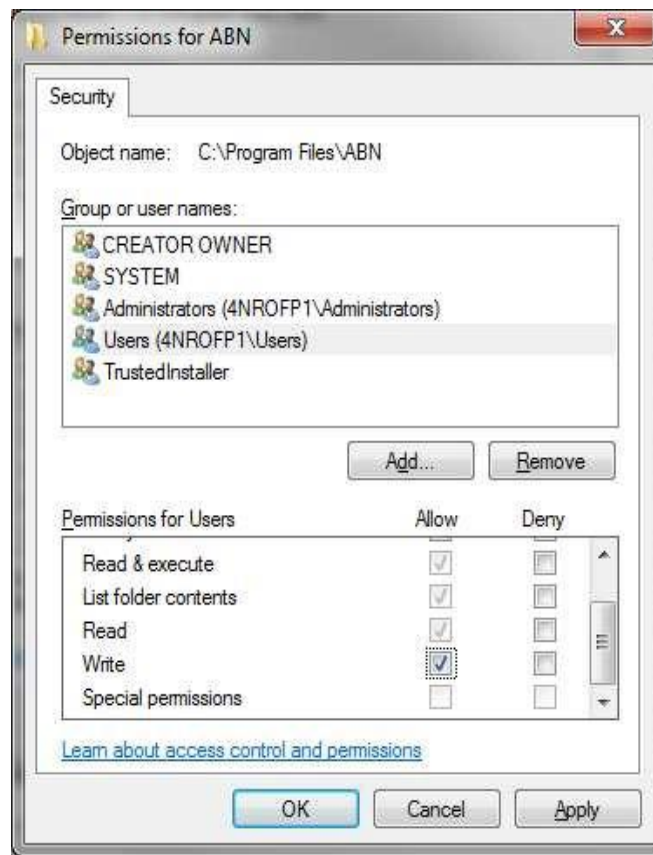 Permissions for ABN
Security
Object name: C:\Program Files\ABN
Group or user names:
CREATOR OWNER
SYSTEM
Administrators (4NROFP1\Administrators)
Users (4NROFP1\Users)
TrustedInstaller
Add... Remove
Permissions for Users Allow Deny
Read & execute
List folder contents
Read
Write
Special permissions
Learn about access control and permissions
OK Cancel Apply